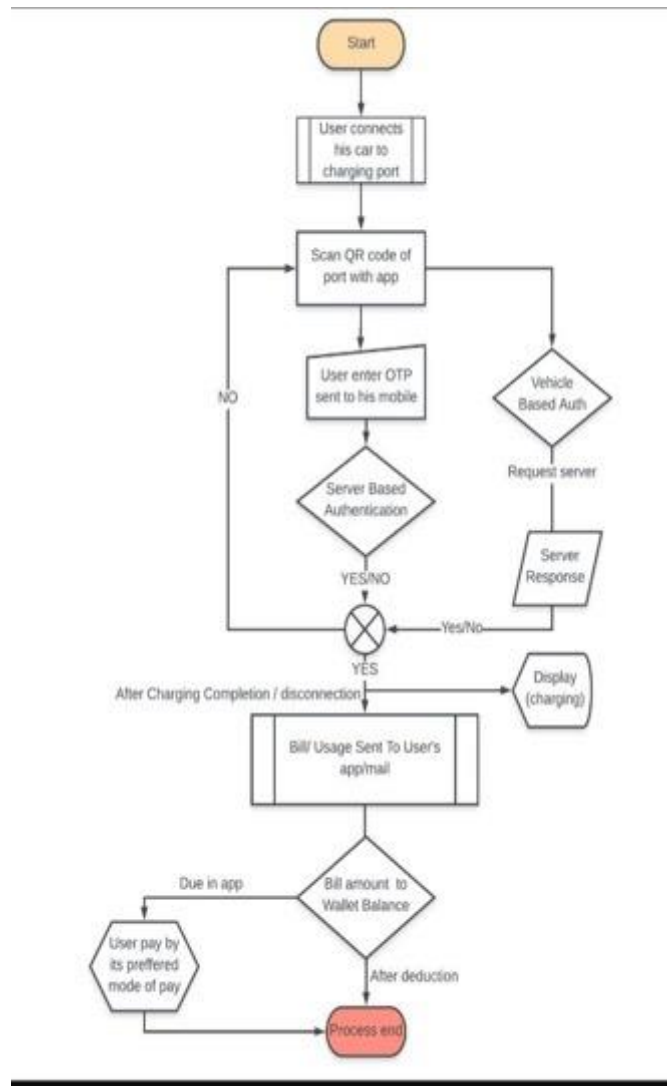 Start
User connects
his car to
charging port
Scan QR code of
port with app
NO
User enter OTP
sent to his mobile
Vehicle
Based Auth
Request server
Server Based
Authentication
Server
Response
YES/NO
Yes/No
YES
After Charging Completion / disconnection
Display
(charging)
Bill/ Usage Sent To User's
app/mail
Due in app
Bill amount to
Wallet Balance
User pay by
its preffered
mode of pay
After deduction
Process end